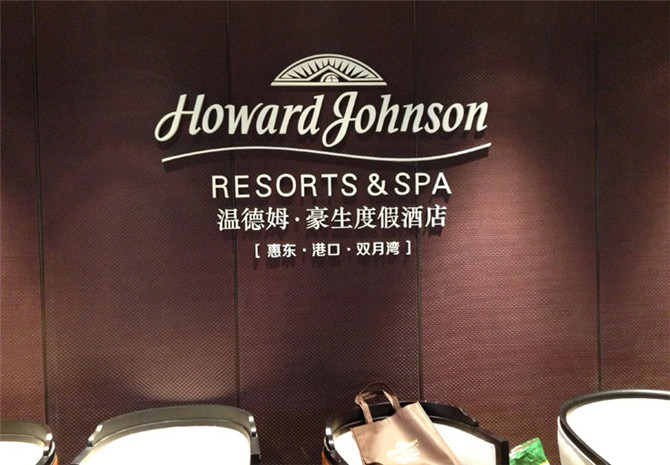 Howard Johnson
RESORTS & SPA
温德姆·豪生度假酒店
[ 惠东·港口·双月湾 ]